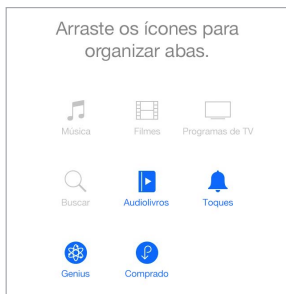 Arraste os ícones para
organizar abas.
Música Filmes Programas de TV
Buscar Audiolivros Toques
Genius Comprado